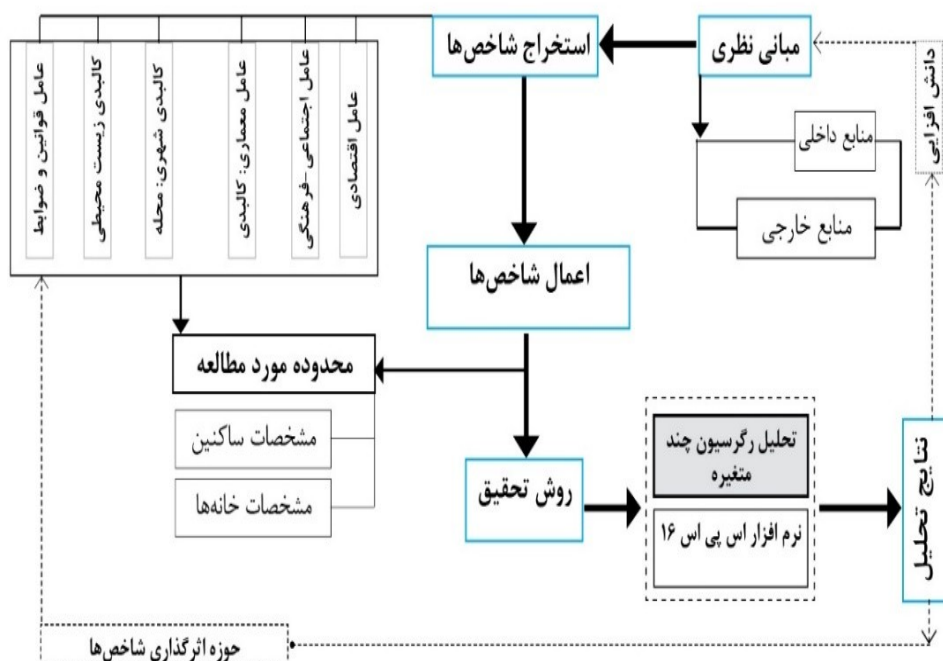 مبانی نظری
استخراج شاخص‌ها
دانش افزایی
منابع داخلی
منابع خارجی
عامل اقتصادی
عامل اجتماعی -فرهنگی
عامل معماری: کالبدی
کالبدی شهری: محله
کالبدی زیست محیطی
عامل قوانین و ضوابط
اعمال شاخص‌ها
محدوده مورد مطالعه
مشخصات ساکنین
مشخصات خانه‌ها
روش تحقیق
تحلیل رگرسیون چند
متغیره
نرم افزار اس پی اس ۱۶
نتایج تحلیل
حوزه اثرگذاری شاخص‌ها